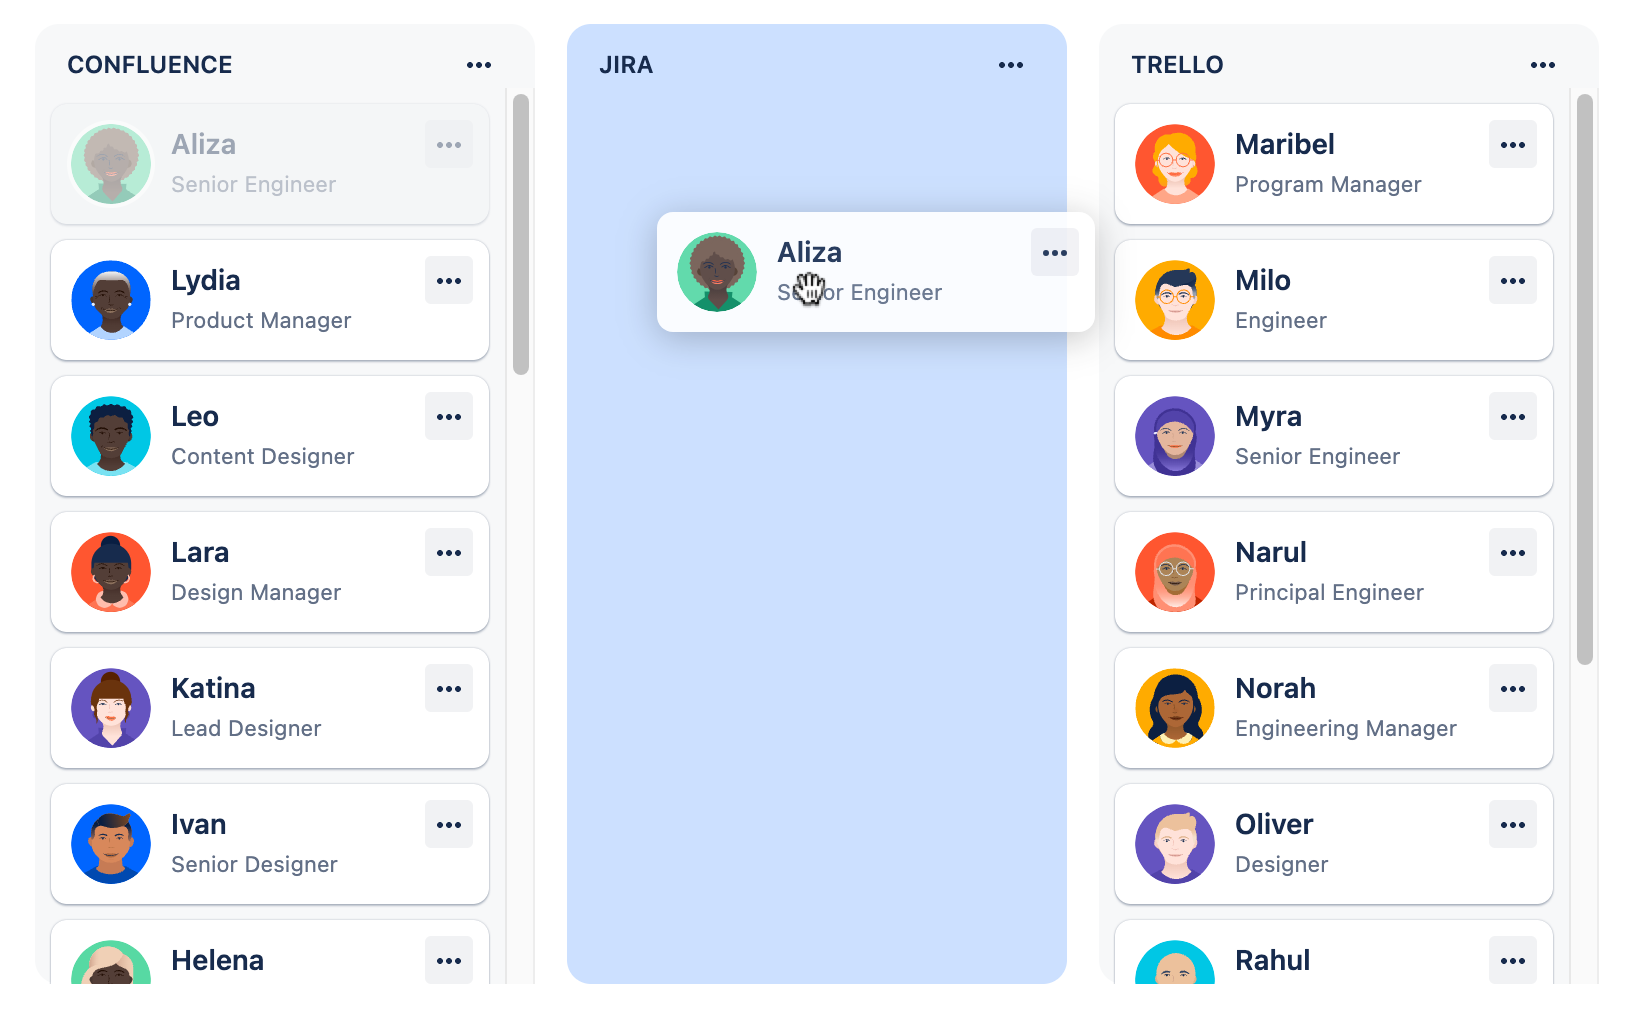 CONFLUENCE
Aliza
Senior Engineer
Lydia
Product Manager
Leo
Content Designer
Lara
Design Manager
Katina
Lead Designer
Ivan
Senior Designer
Helena
JIRA
Aliza
Senior Engineer
TRELLO
Maribel
Program Manager
Milo
Engineer
Myra
Senior Engineer
Narul
Principal Engineer
Norah
Engineering Manager
Oliver
Designer
Rahul